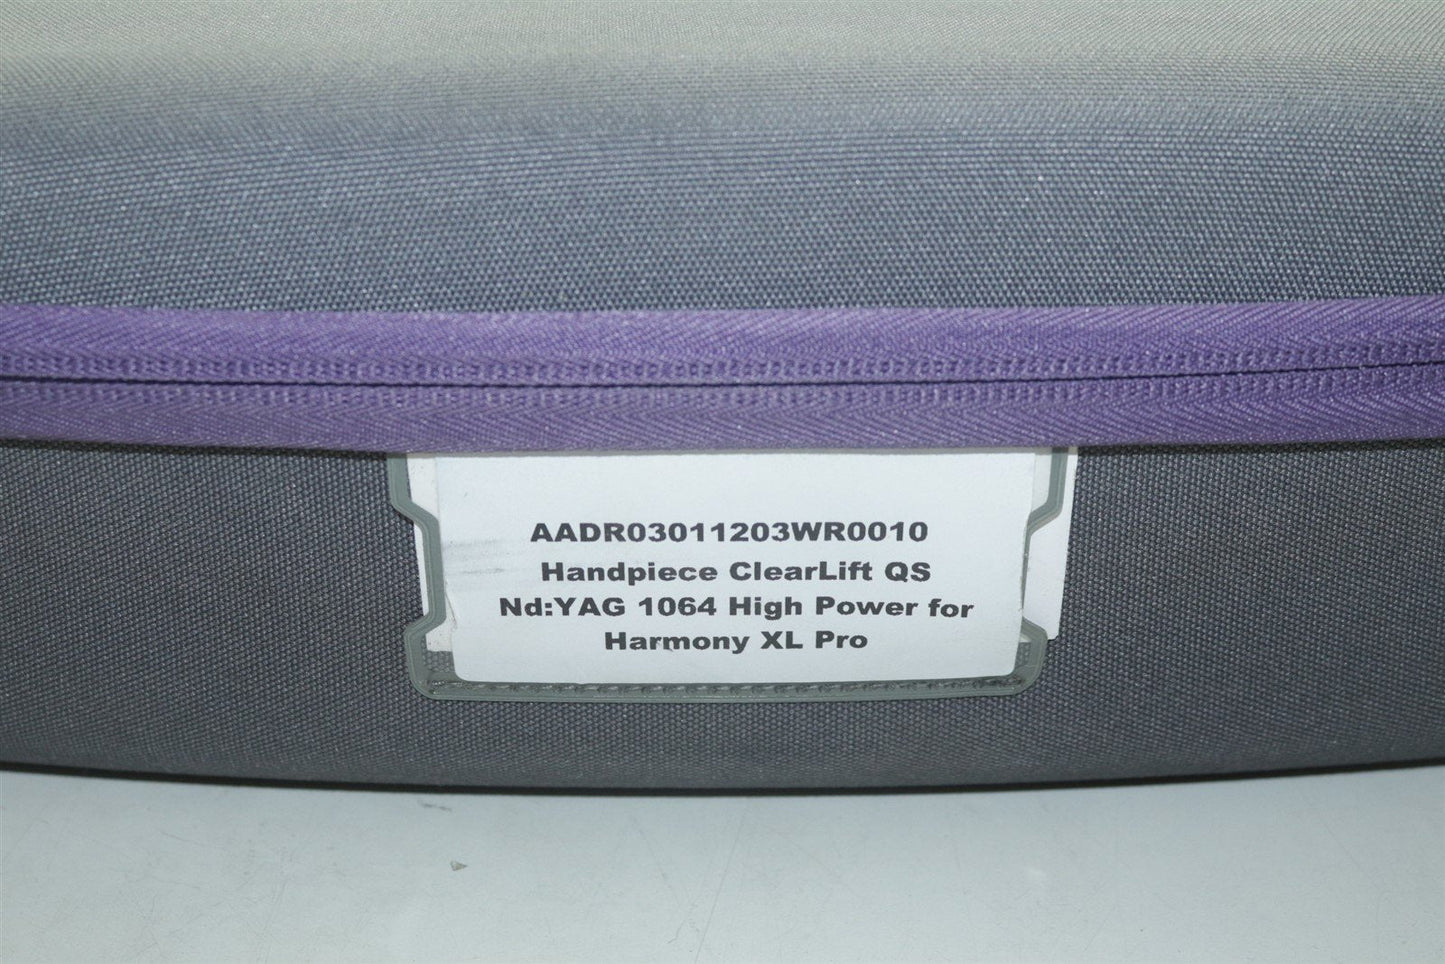 AADR03011203WR0010
Handpiece ClearLift QS
Nd:YAG 1064 High Power for
Harmony XL Pro